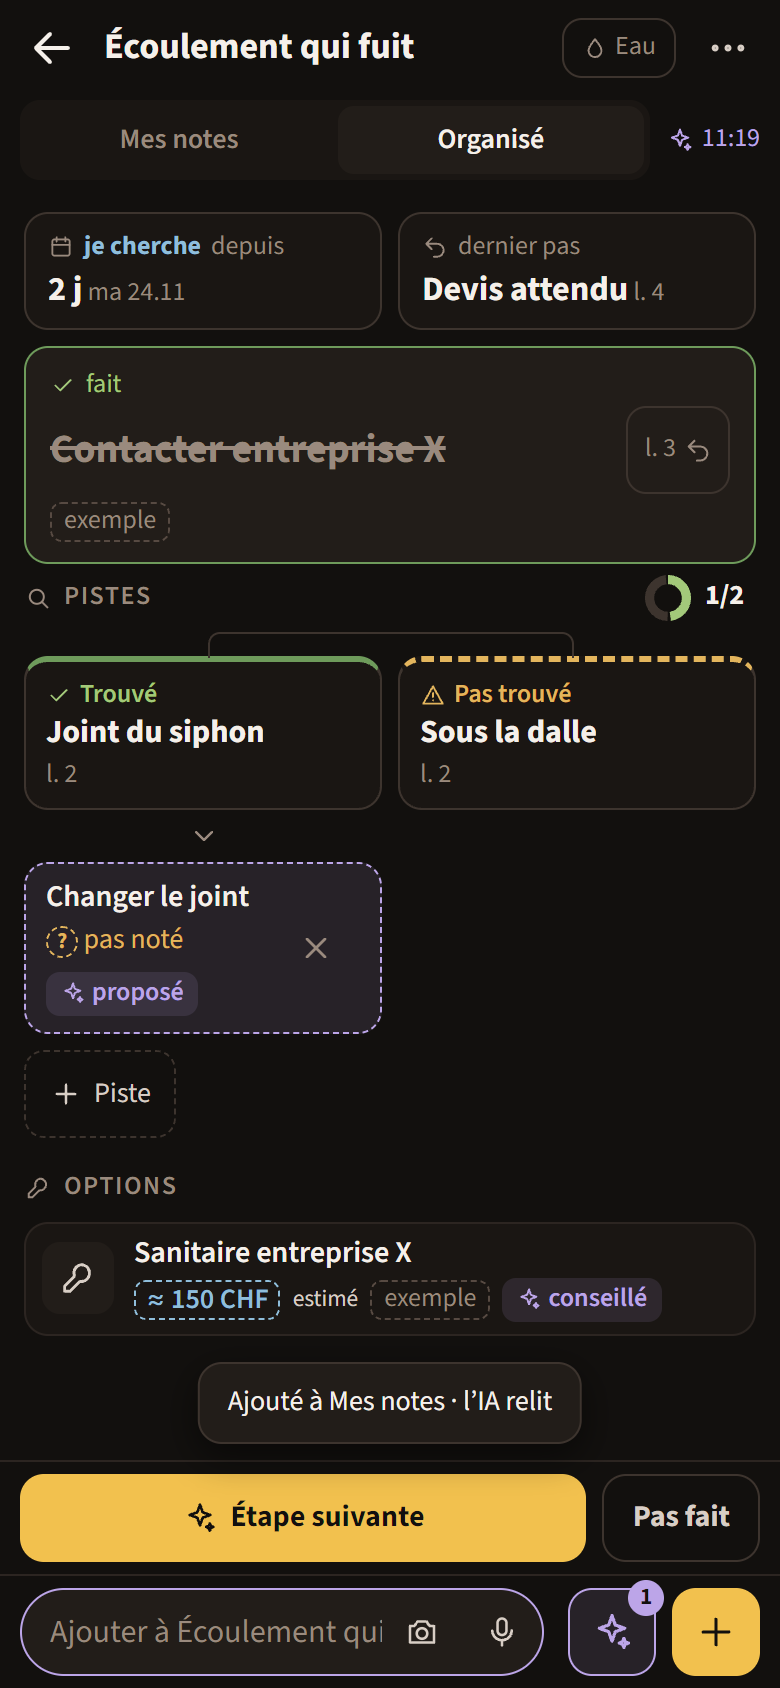 Écoulement qui fuit
Eau
Mes notes
Organisé
11:19
je cherche depuis
2 j ma 24.11
dernier pas
Devis attendu l. 4
fait
Contacter entreprise X
l. 3
exemple
PISTES
1/2
Trouvé
Joint du siphon
l. 2
Pas trouvé
Sous la dalle
l. 2
Changer le joint
? pas noté
proposé
+ Piste
OPTIONS
Sanitaire entreprise X
≈ 150 CHF estimé exemple conseillé
Ajouté à Mes notes · l’IA relit
Étape suivante
Pas fait
Ajouter à Écoulement qui
1